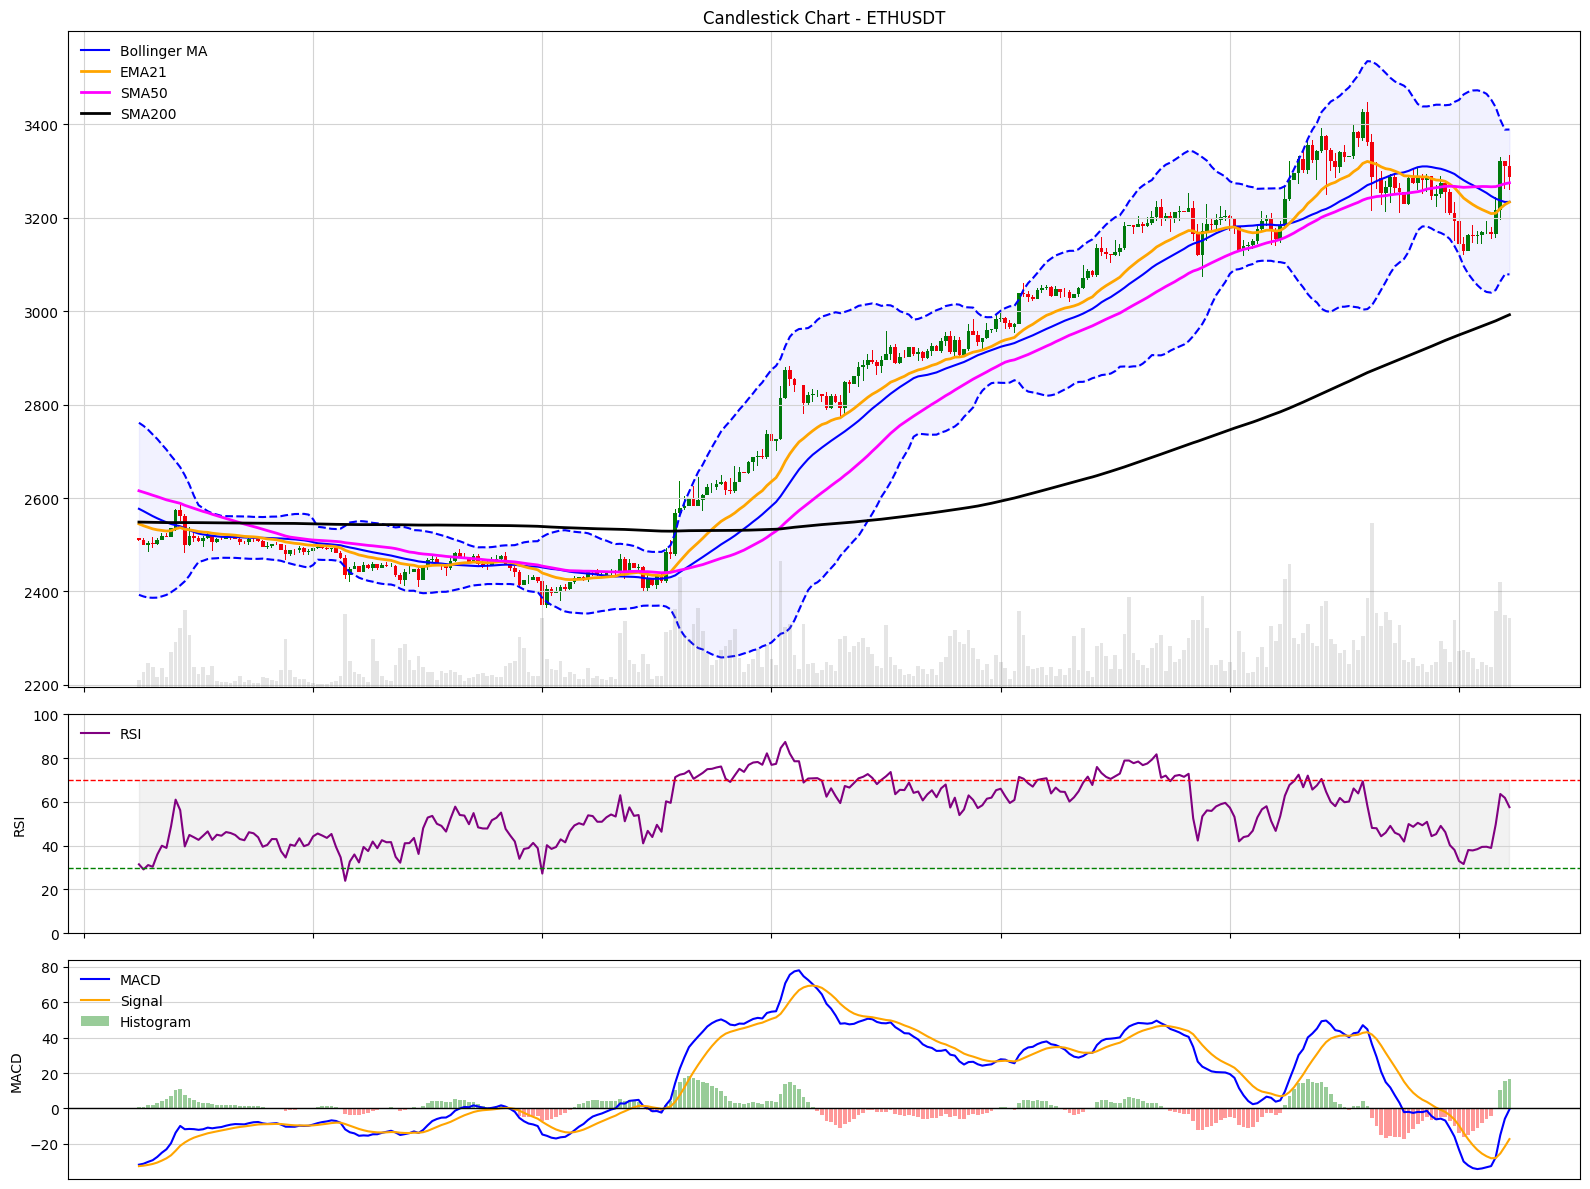 Candlestick Chart - ETHUSDT
Bollinger MA
EMA21
SMA50
SMA200
3400
3200
3000
2800
2600
2400
2200
RSI
RSI
100
80
60
40
20
0
MACD
Signal
Histogram
MACD
80
60
40
20
0
−20